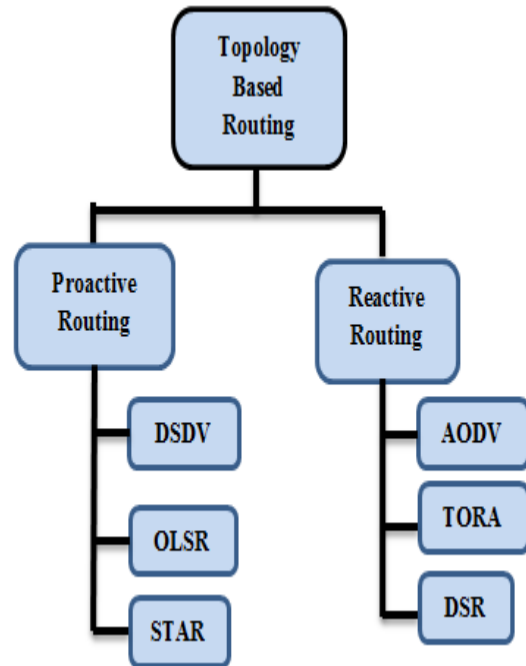 Topology
Based
Routing
Proactive
Routing
DSDV
OLSR
STAR
Reactive
Routing
AODV
TORA
DSR